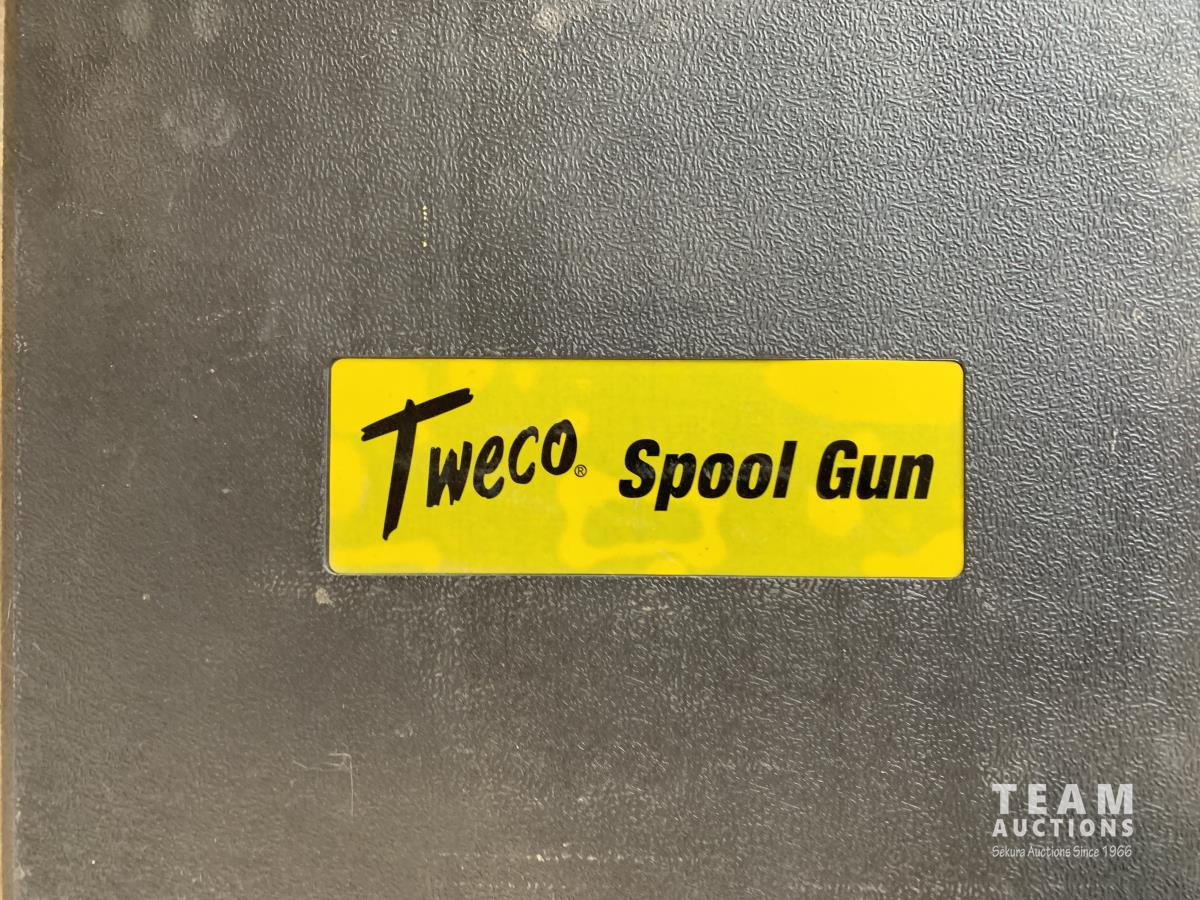 Tweco® Spool Gun
TEAM
AUCTIONS
Sekura Auctions Since 1966